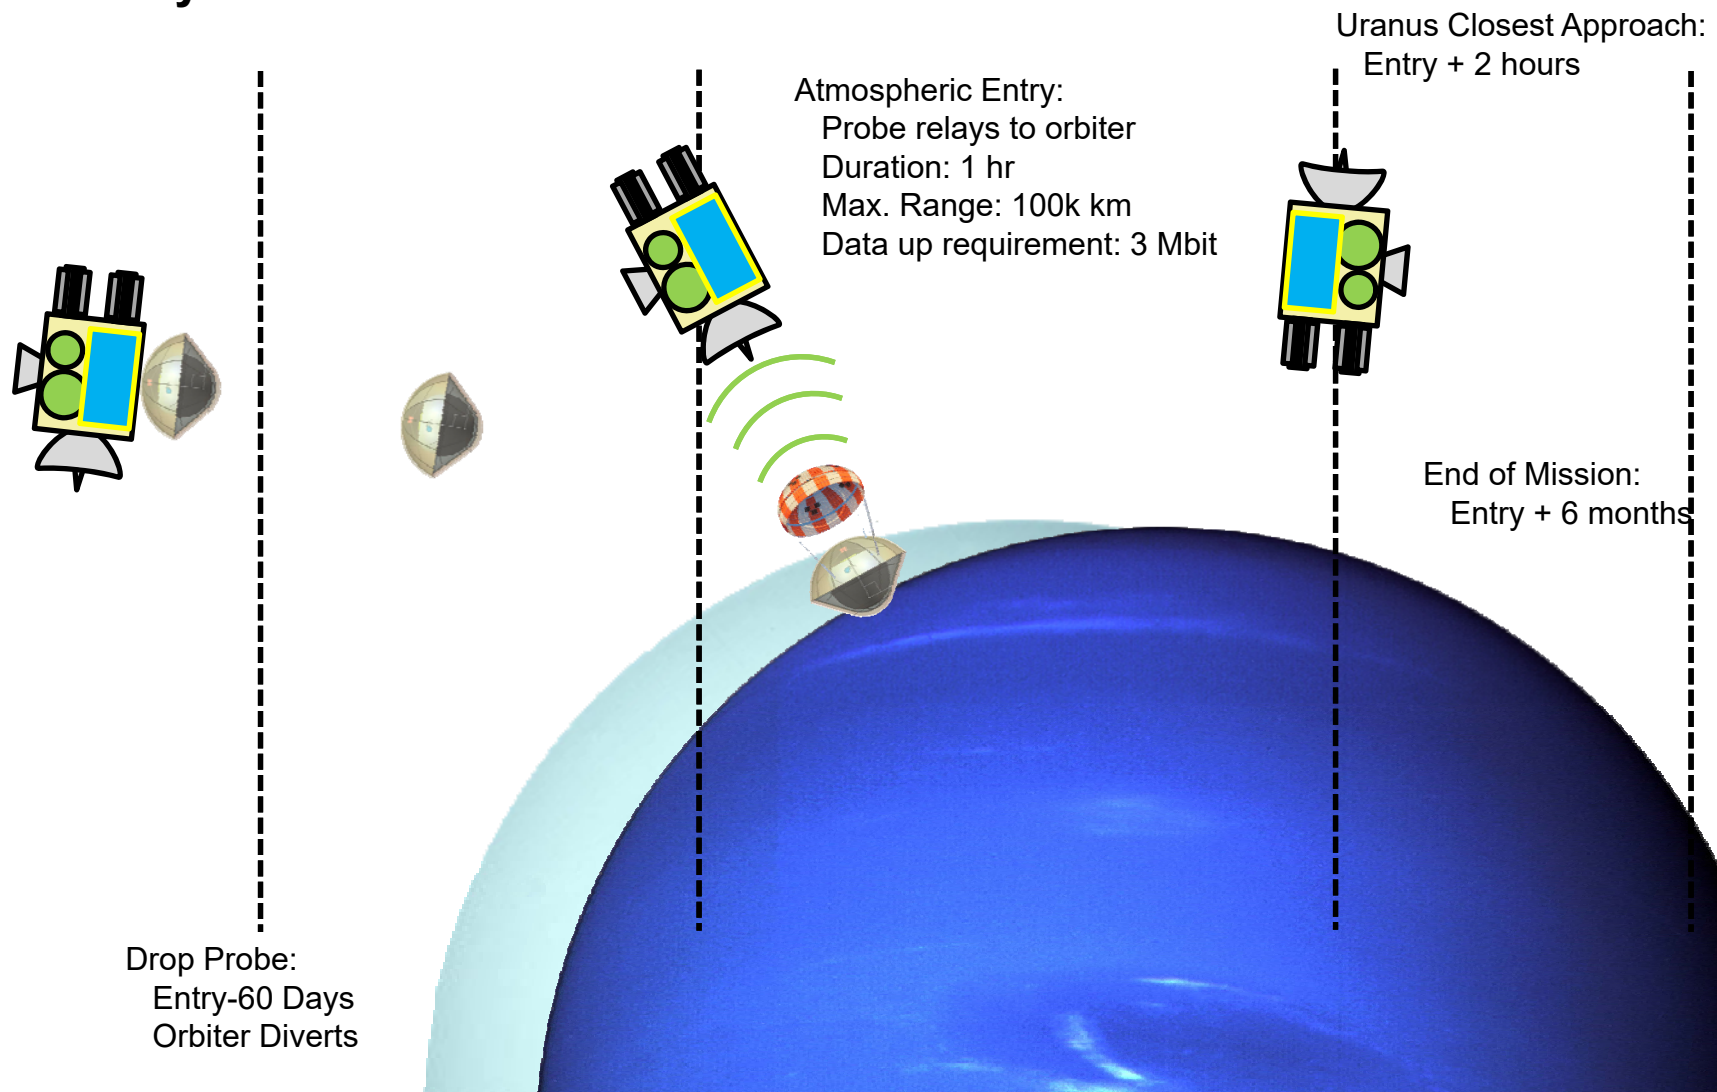 Uranus Closest Approach:
Entry + 2 hours
Atmospheric Entry:
Probe relays to orbiter
Duration: 1 hr
Max. Range: 100k km
Data up requirement: 3 Mbit
End of Mission:
Entry + 6 months
Drop Probe:
Entry-60 Days
Orbiter Diverts